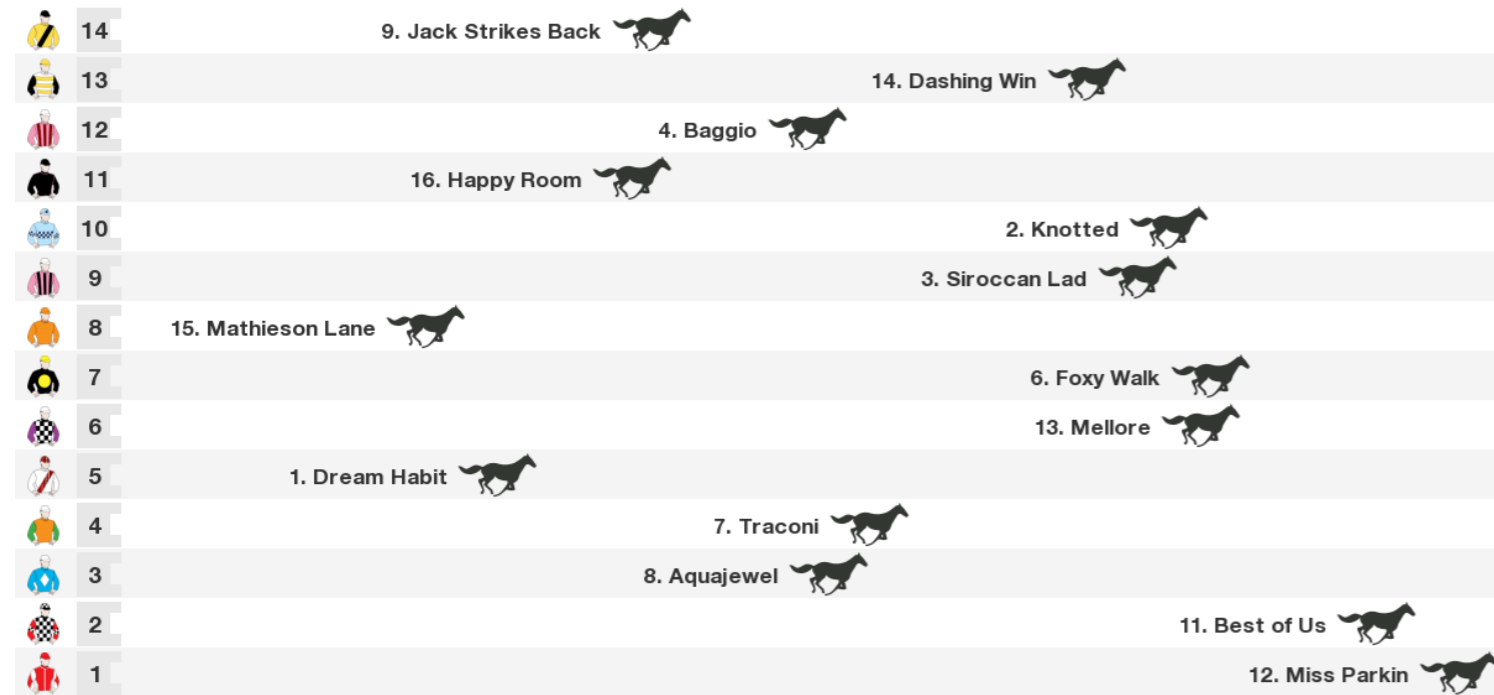 14 9. Jack Strikes Back
13 14. Dashing Win
12 4. Baggio
11 16. Happy Room
10 2. Knotted
9 3. Siroccan Lad
8 15. Mathieson Lane
7 6. Foxy Walk
6 13. Mellore
5 1. Dream Habit
4 7. Traconi
3 8. Aquajewel
2 11. Best of Us
1 12. Miss Parkin